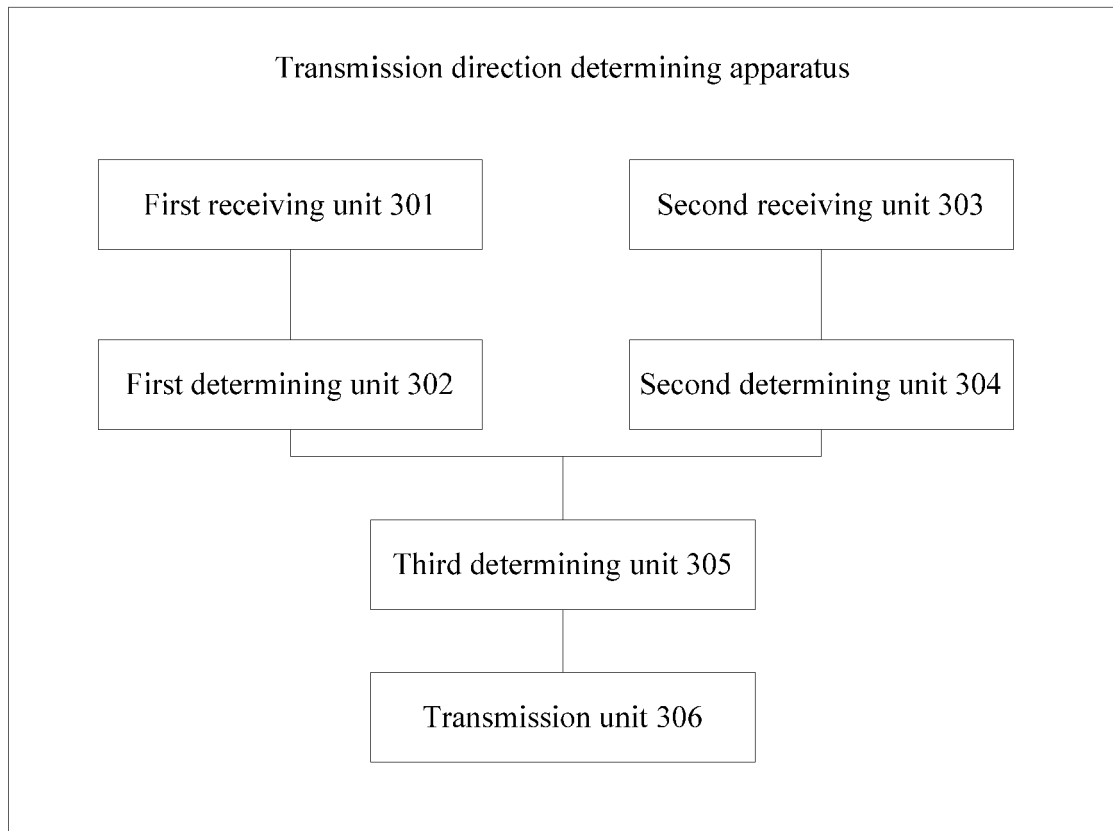 Transmission direction determining apparatus
First receiving unit 301
Second receiving unit 303
First determining unit 302
Second determining unit 304
Third determining unit 305
Transmission unit 306